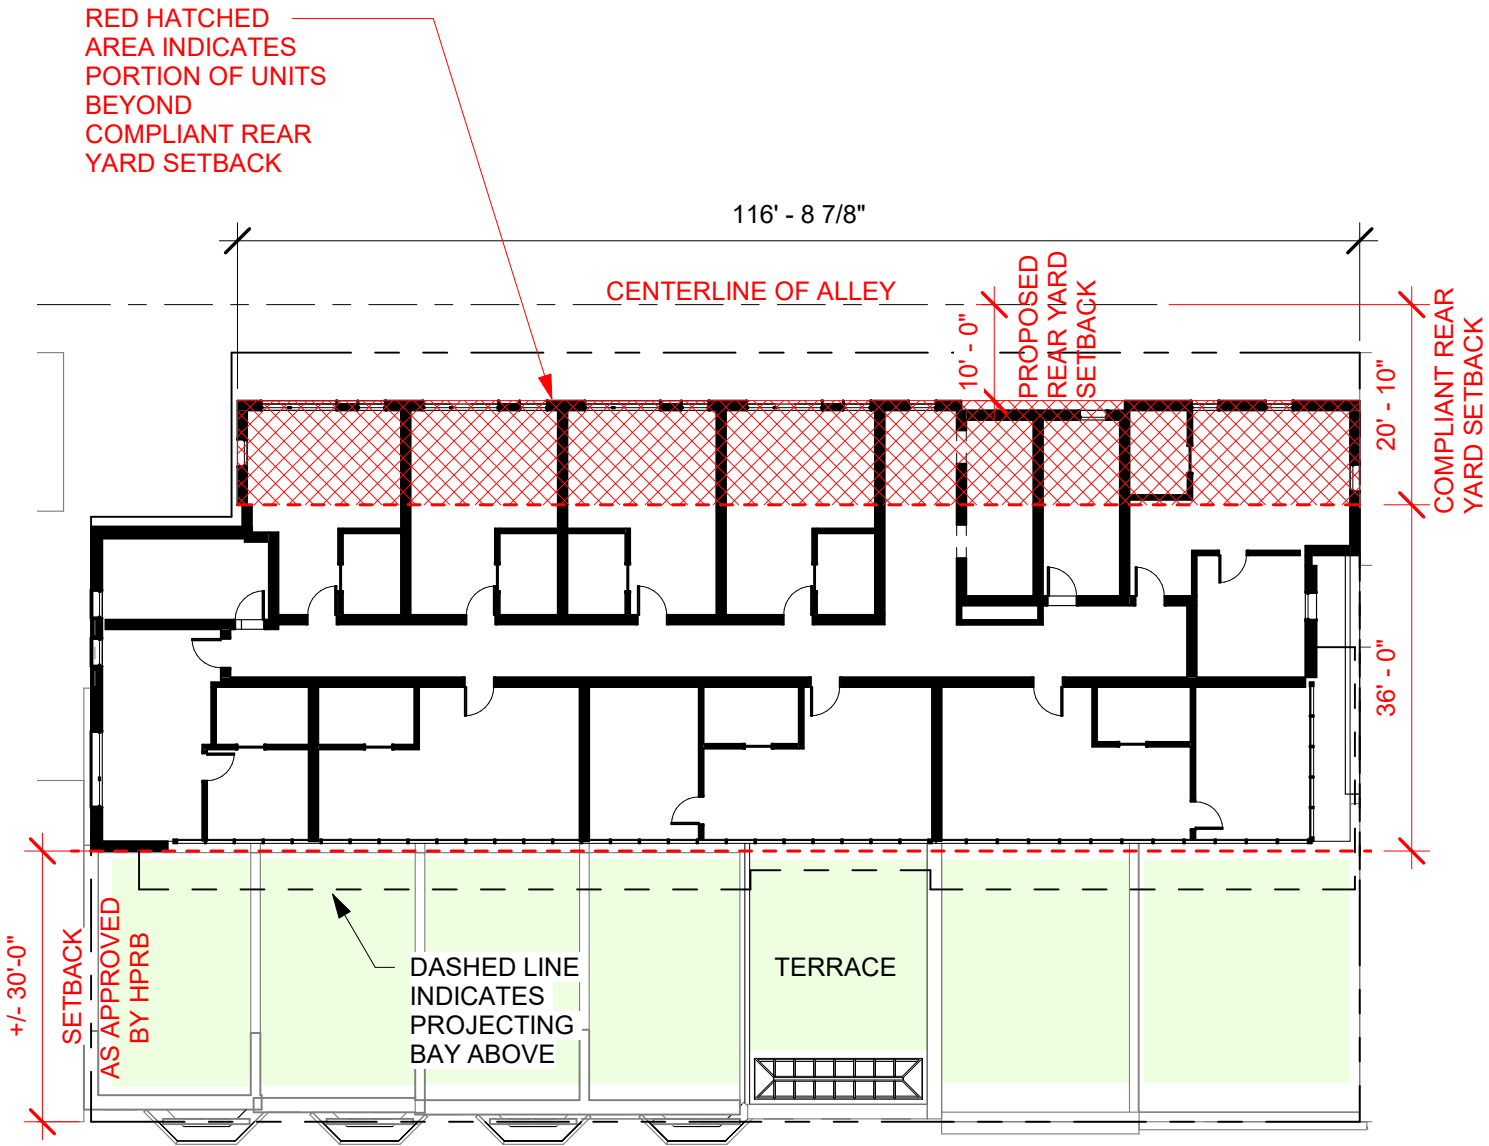 RED HATCHED
AREA INDICATES
PORTION OF UNITS
BEYOND
COMPLIANT REAR
YARD SETBACK
116' - 8 7/8"
CENTERLINE OF ALLEY
10' - 0"
PROPOSED
REAR YARD
SETBACK
20' - 10"
COMPLIANT REAR
YARD SETBACK
36' - 0"
+/- 30'-0"
SETBACK
AS APPROVED
BY HPRB
DASHED LINE
INDICATES
PROJECTING
BAY ABOVE
TERRACE